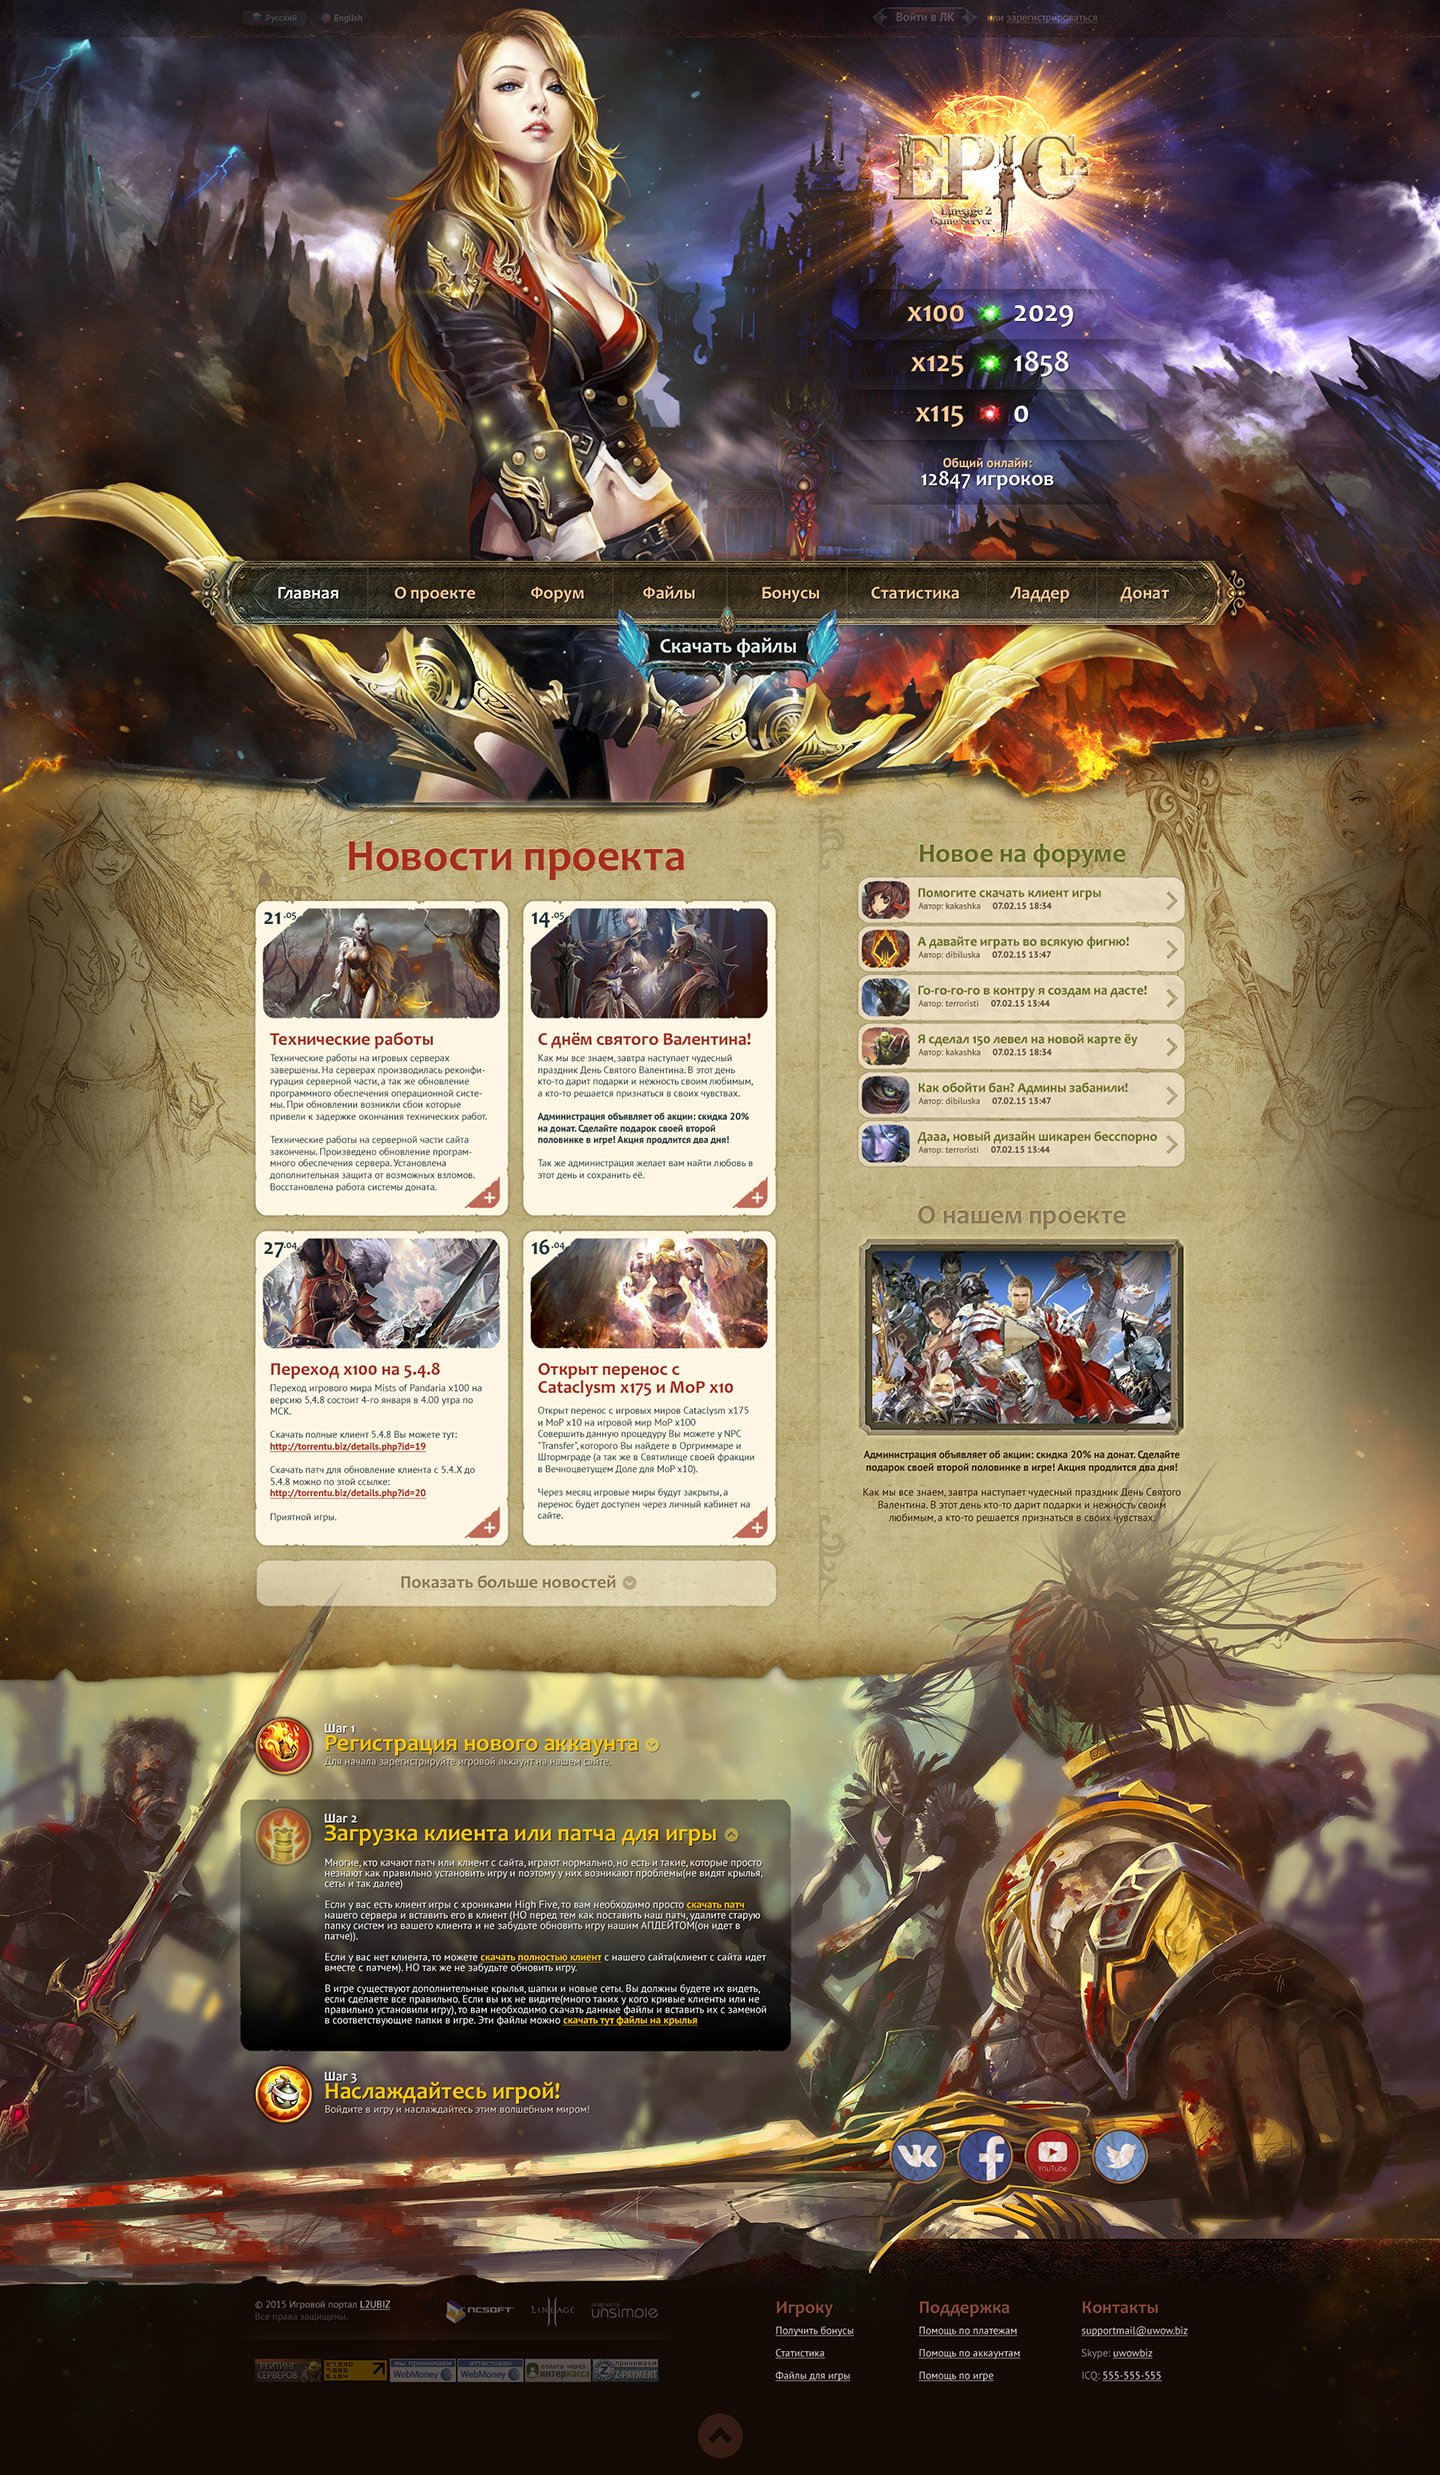 Русский
English
Войти в ЛК
или зарегистрироваться
EPIC L2
Lineage 2
Game Server
x100 2029
x125 1858
x115 0
Общий онлайн:
12847 игроков
Главная
О проекте
Форум
Файлы
Бонусы
Статистика
Ладдер
Донат
Скачать файлы
Новости проекта
21.05
Технические работы
Технические работы на игровых серверах
завершены. На серверах производилась реконфи-
гурация серверной части, а так же обновление
программного обеспечения операционной систе-
мы. При обновлении возникли сбои которые
привели к задержке окончания технических работ.
Технические работы на серверной части сайта
закончены. Произведено обновление програм-
много обеспечения сервера. Установлена
дополнительная защита от возможных взломов.
Восстановлена работа системы доната.
14.05
С днём святого Валентина!
Как мы все знаем, завтра наступает чудесный
праздник День Святого Валентина. В этот день
кто-то дарит подарки и нежность своим любимым,
а кто-то решается признаться в своих чувствах.
Администрация объявляет об акции: скидка 20%
на донат. Сделайте подарок своей второй
половинке в игре! Акция продлится два дня!
Так же администрация желает вам найти любовь в
этот день и сохранить её.
27.04
Переход x100 на 5.4.8
Переход игрового мира Mists of Pandaria x100 на
версию 5.4.8 состоит 4-го января в 4.00 утра по
МСК.
Скачать полные клиент 5.4.8 Вы можете тут:
http://torrentu.biz/details.php?id=19
Скачать патч для обновление клиента с 5.4.X до
5.4.8 можно по этой ссылке:
http://torrentu.biz/details.php?id=20
Приятной игры.
16.04
Открыт перенос с
Cataclysm x175 и MoP x10
Открыт перенос с игровых миров Cataclysm x175
и MoP x10 на игровой мир MoP x100
Совершить данную процедуру Вы можете у NPC
"Transfer", которого Вы найдете в Оргриммаре и
Штормграде (а так же в Святилище своей фракции
в Вечноцветущем Доле для MoP x10).
Через месяц игровые миры будут закрыты, а
перенос будет доступен через личный кабинет на
сайте.
Показать больше новостей
Новое на форуме
Помогите скачать клиент игры
Автор: kakashka 07.02.15 18:34
А давайте играть во всякую фигню!
Автор: dibiluska 07.02.15 13:47
Го-го-го-го в контру я создам на дасте!
Автор: terroristi 07.02.15 13:44
Я сделал 150 левел на новой карте ёу
Автор: kakashka 07.02.15 18:34
Как обойти бан? Админы забанили!
Автор: dibiluska 07.02.15 13:47
Дааа, новый дизайн шикарен бесспорно
Автор: terroristi 07.02.15 13:44
О нашем проекте
Администрация объявляет об акции: скидка 20% на донат. Сделайте
подарок своей второй половинке в игре! Акция продлится два дня!
Как мы все знаем, завтра наступает чудесный праздник День Святого
Валентина. В этот день кто-то дарит подарки и нежность своим
любимым, а кто-то решается признаться в своих чувствах.
Шаг 1
Регистрация нового аккаунта
Для начала зарегистрируйте игровой аккаунт на нашем сайте.
Шаг 2
Загрузка клиента или патча для игры
Многие, кто качают патч или клиент с сайта, играют нормально, но есть и такие, которые просто
незнают как правильно установить игру и поэтому у них возникают проблемы(не видят крылья,
сеты и так далее)
Если у вас есть клиент игры с хрониками High Five, то вам необходимо просто скачать патч
нашего сервера и вставить его в клиент (НО перед тем как поставить наш патч, удалите старую
папку систем из вашего клиента и не забудьте обновить игру нашим АПДЕЙТОМ(он идет в
патче)).
Если у вас нет клиента, то можете скачать полностью клиент с нашего сайта(клиент с сайта идет
вместе с патчем). НО так же не забудьте обновить игру.
В игре существуют дополнительные крылья, шапки и новые сеты. Вы должны будете их видеть,
если сделаете все правильно. Если вы их не видите(много таких у кого кривые клиенты или не
правильно установили игру), то вам необходимо скачать данные файлы и вставить их с заменой
в соответствующие папки в игре. Эти файлы можно скачать тут файлы на крылья
Шаг 3
Наслаждайтесь игрой!
Войдите в игру и наслаждайтесь этим волшебным миром!
YouTube
© 2015 Игровой портал L2UBIZ
Все права защищены.
NCSOFT
LINEAGE II
unsimple
РЕЙТИНГ
СЕРВЕРОВ
мы принимаем
WebMoney
аттестован
WebMoney
оплата через:
интеркасса
принимаем
Z-PAYMENT
Игроку
Получить бонусы
Статистика
Файлы для игры
Поддержка
Помощь по платежам
Помощь по аккаунтам
Помощь по игре
Контакты
supportmail@uwow.biz
Skype: uwowbiz
ICQ: 555-555-555